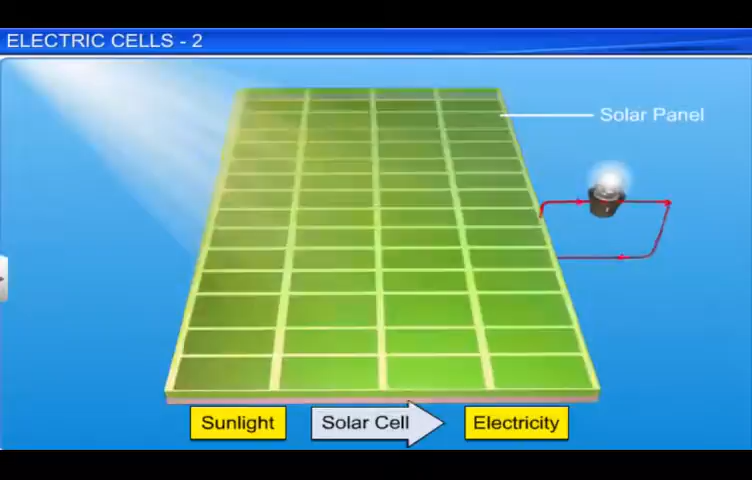 ELECTRIC CELLS - 2
Solar Panel
Sunlight
Solar Cell
Electricity